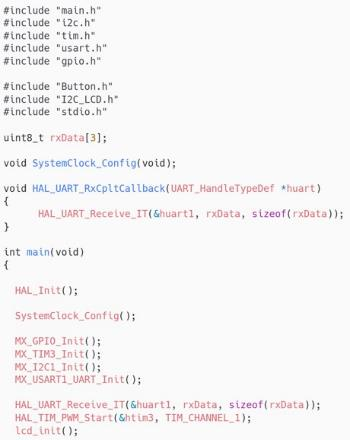 #include "main.h"
#include "i2c.h"
#include "tim.h"
#include "usart.h"
#include "gpio.h"
#include "Button.h"
#include "I2C_LCD.h"
#include "stdio.h"
uint8_t rxData[3];
void SystemClock_Config(void);
void HAL_UART_RxCpltCallback(UART_HandleTypeDef *huart)
{
HAL_UART_Receive_IT(&huart1, rxData, sizeof(rxData));
}
int main(void)
{
HAL_Init();
SystemClock_Config();
MX_GPIO_Init();
MX_TIM3_Init();
MX_I2C1_Init();
MX_USART1_UART_Init();
HAL_UART_Receive_IT(&huart1, rxData, sizeof(rxData));
HAL_TIM_PWM_Start(&htim3, TIM_CHANNEL_1);
lcd_init();